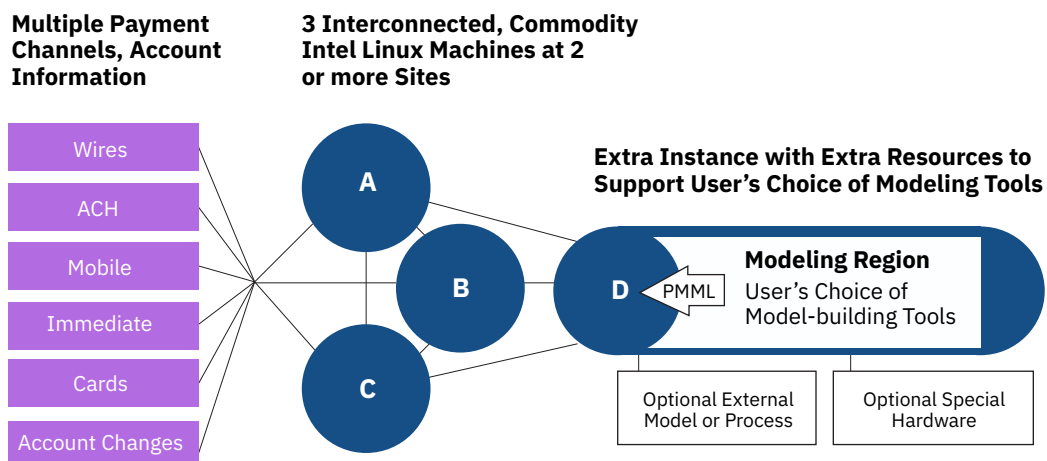 Multiple Payment
Channels, Account
Information
3 Interconnected, Commodity
Intel Linux Machines at 2
or more Sites
Wires
ACH
Mobile
Immediate
Cards
Account Changes
A
B
C
Extra Instance with Extra Resources to
Support User’s Choice of Modeling Tools
D
PMML
Modeling Region
User’s Choice of
Model-building Tools
Optional External
Model or Process
Optional Special
Hardware